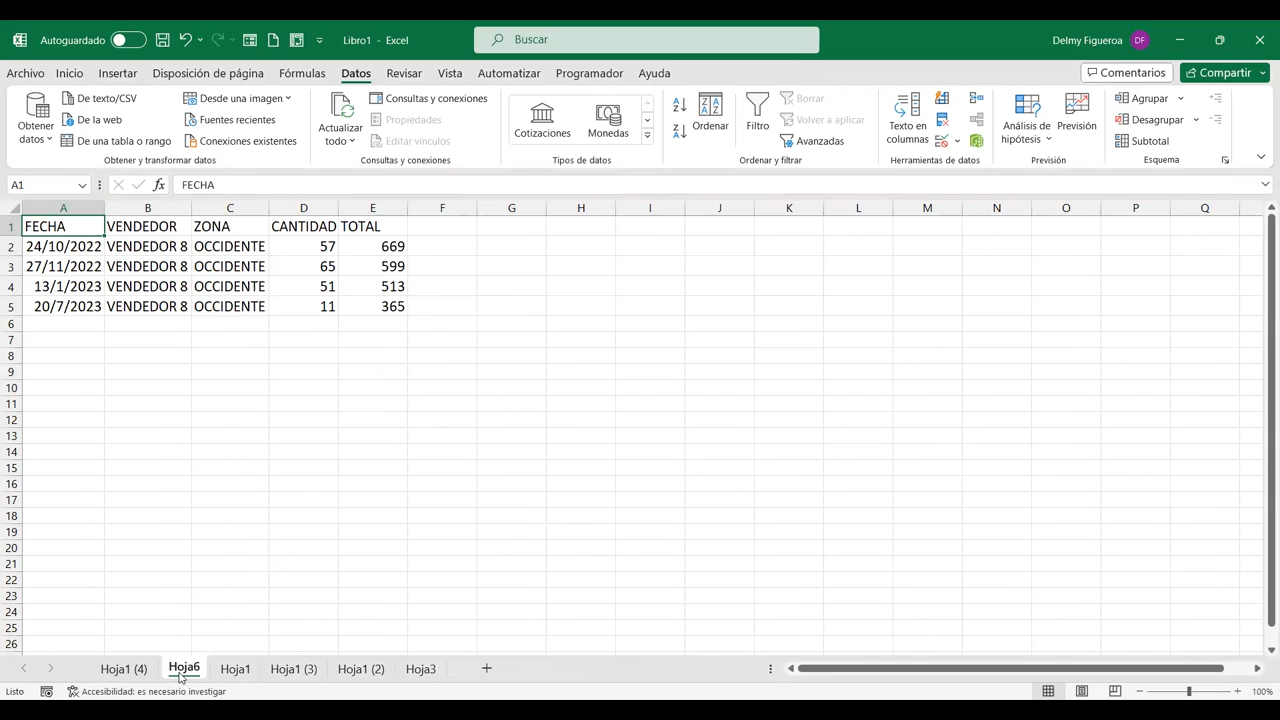 Autoguardado
Libro1 - Excel
Buscar
Delmy Figueroa DF
Archivo Inicio Insertar Disposición de página Fórmulas Datos Revisar Vista Automatizar Programador Ayuda Comentarios Compartir
Obtener datos
De texto/CSV
De la web
De una tabla o rango
Desde una imagen
Fuentes recientes
Conexiones existentes
Obtener y transformar datos
Actualizar todo
Consultas y conexiones
Propiedades
Editar vínculos
Consultas y conexiones
Cotizaciones
Monedas
Tipos de datos
Ordenar
Filtro
Borrar
Volver a aplicar
Avanzadas
Ordenar y filtrar
Texto en columnas
Herramientas de datos
Análisis de hipótesis
Previsión
Previsión
Agrupar
Desagrupar
Subtotal
Esquema
A1 fx FECHA
A B C D E F G H I J K L M N O P Q
1 FECHA VENDEDOR ZONA CANTIDAD TOTAL
2 24/10/2022 VENDEDOR 8 OCCIDENTE 57 669
3 27/11/2022 VENDEDOR 8 OCCIDENTE 65 599
4 13/1/2023 VENDEDOR 8 OCCIDENTE 51 513
5 20/7/2023 VENDEDOR 8 OCCIDENTE 11 365
6
7
8
9
10
11
12
13
14
15
16
17
18
19
20
21
22
23
24
25
26
Hoja1 (4) Hoja6 Hoja1 Hoja1 (3) Hoja1 (2) Hoja3
Listo Accesibilidad: es necesario investigar 100%